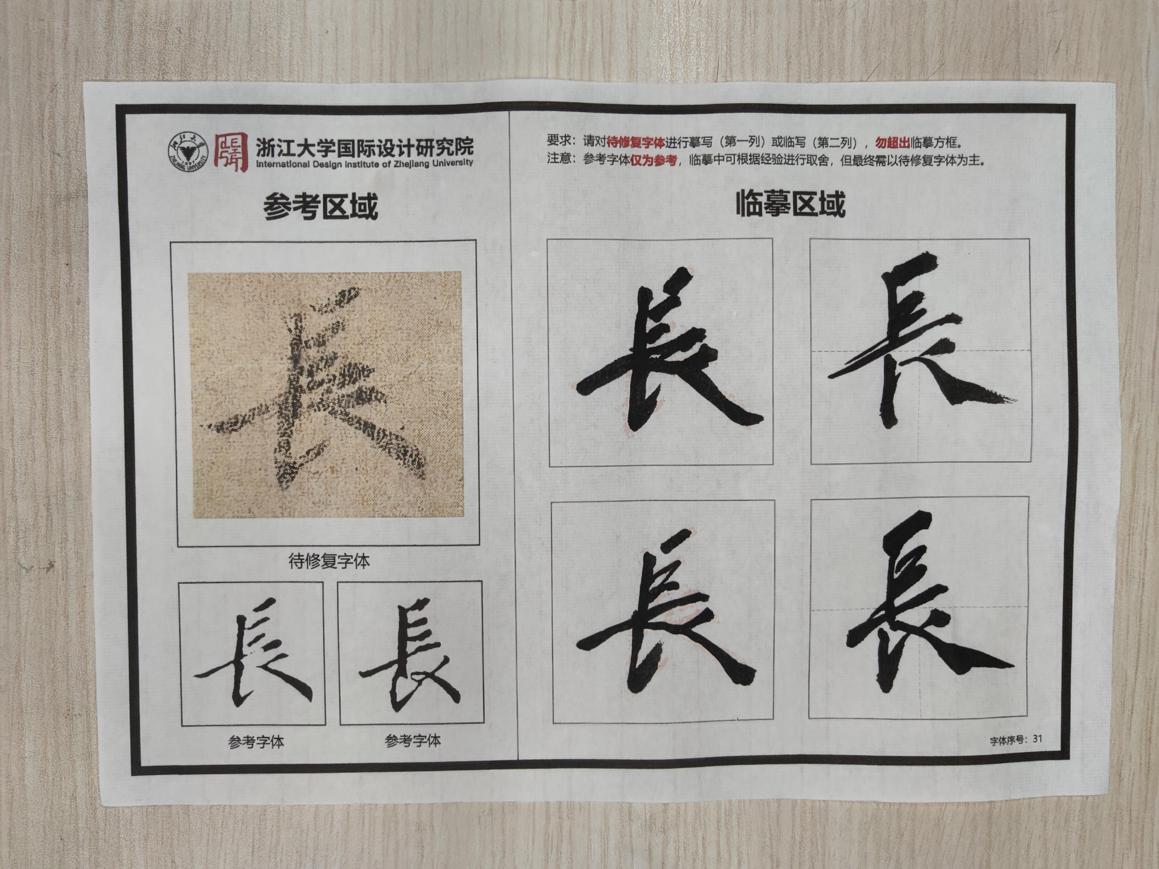 浙江大学国际设计研究院
International Design Institute of Zhejiang University
参考区域
長
待修复字体
長 長
参考字体 参考字体
要求：请对待修复字体进行摹写（第一列）或临写（第二列），勿超出临摹方框。
注意：参考字体仅为参考，临摹中可根据经验进行取舍，但最终需以待修复字体为主。
临摹区域
長 長
長 長
字体序号：31